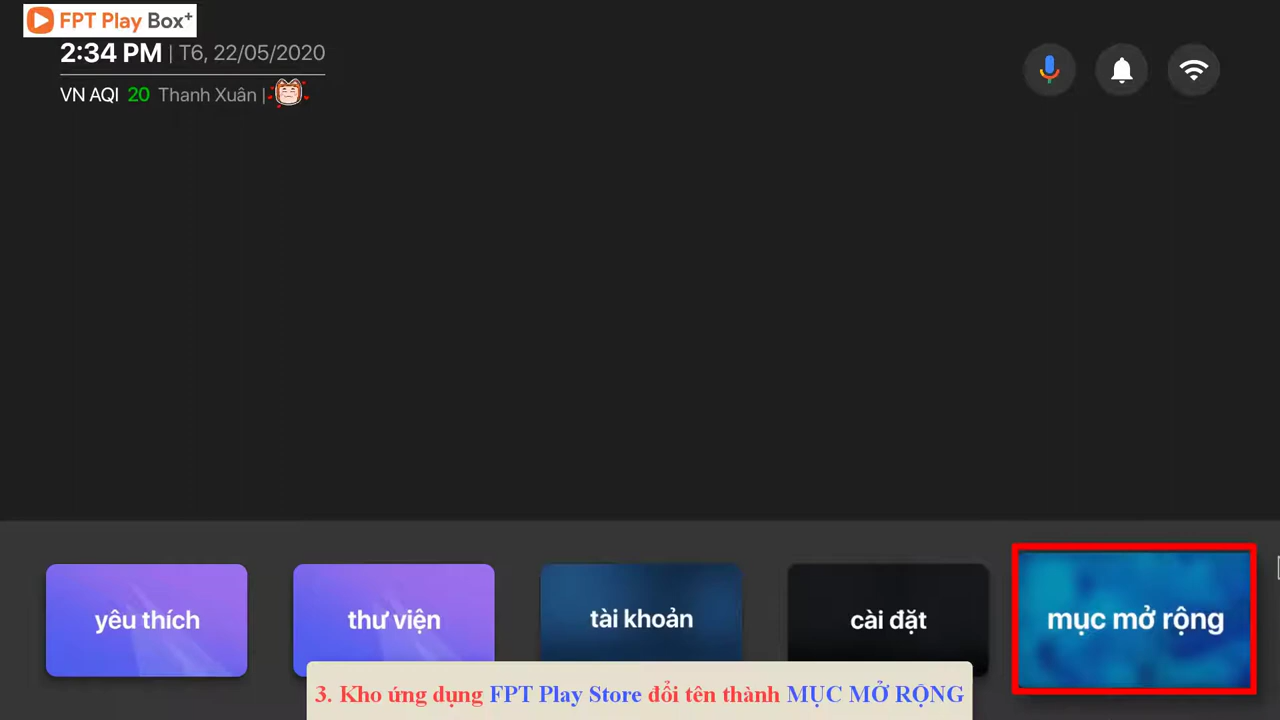 FPT Play Box+
2:34 PM | T6, 22/05/2020
VN AQI 20 Thanh Xuân |
yêu thích
thư viện
tài khoản
cài đặt
mục mở rộng
3. Kho ứng dụng FPT Play Store đổi tên thành MỤC MỞ RỘNG